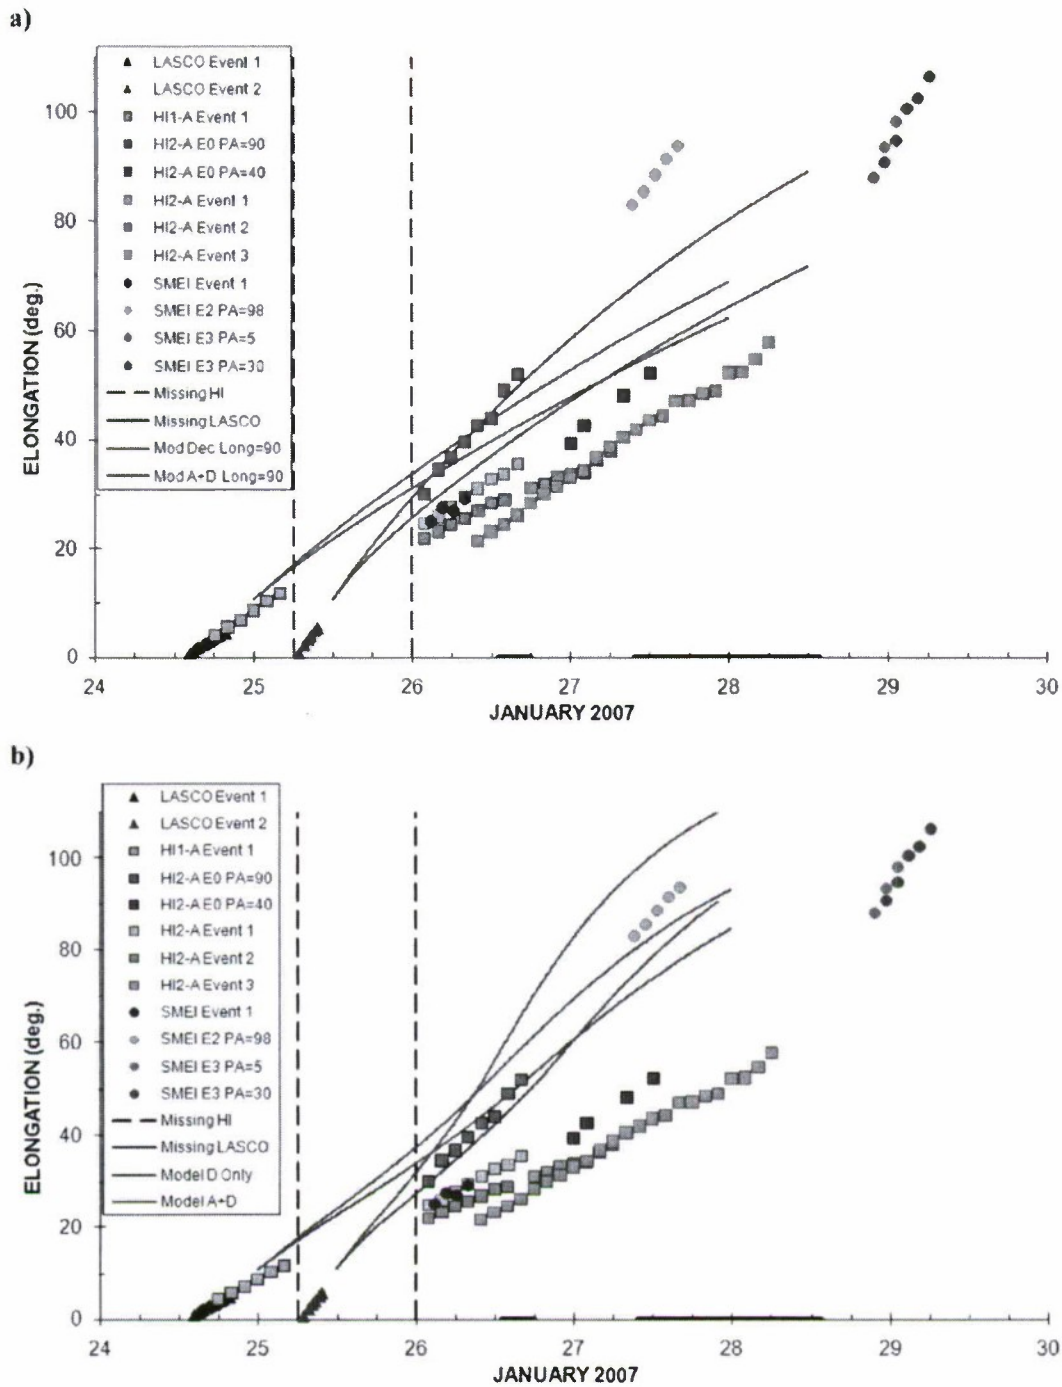 a)
LASCO Event 1
LASCO Event 2
HI1-A Event 1
HI2-A E0 PA=90
HI2-A E0 PA=40
HI2-A Event 1
HI2-A Event 2
HI2-A Event 3
SMEI Event 1
SMEI E2 PA=98
SMEI E3 PA=5
SMEI E3 PA=30
Missing HI
Missing LASCO
Mod Dec Long=90
Mod A+D Long=90
ELONGATION (deg.)
100
80
60
40
20
0
24 25 26 27 28 29 30
JANUARY 2007
b)
LASCO Event 1
LASCO Event 2
HI1-A Event 1
HI2-A E0 PA=90
HI2-A E0 PA=40
HI2-A Event 1
HI2-A Event 2
HI2-A Event 3
SMEI Event 1
SMEI E2 PA=98
SMEI E3 PA=5
SMEI E3 PA=30
Missing HI
Missing LASCO
Model D Only
Model A+D
ELONGATION (deg.)
100
80
60
40
20
0
24 25 26 27 28 29 30
JANUARY 2007